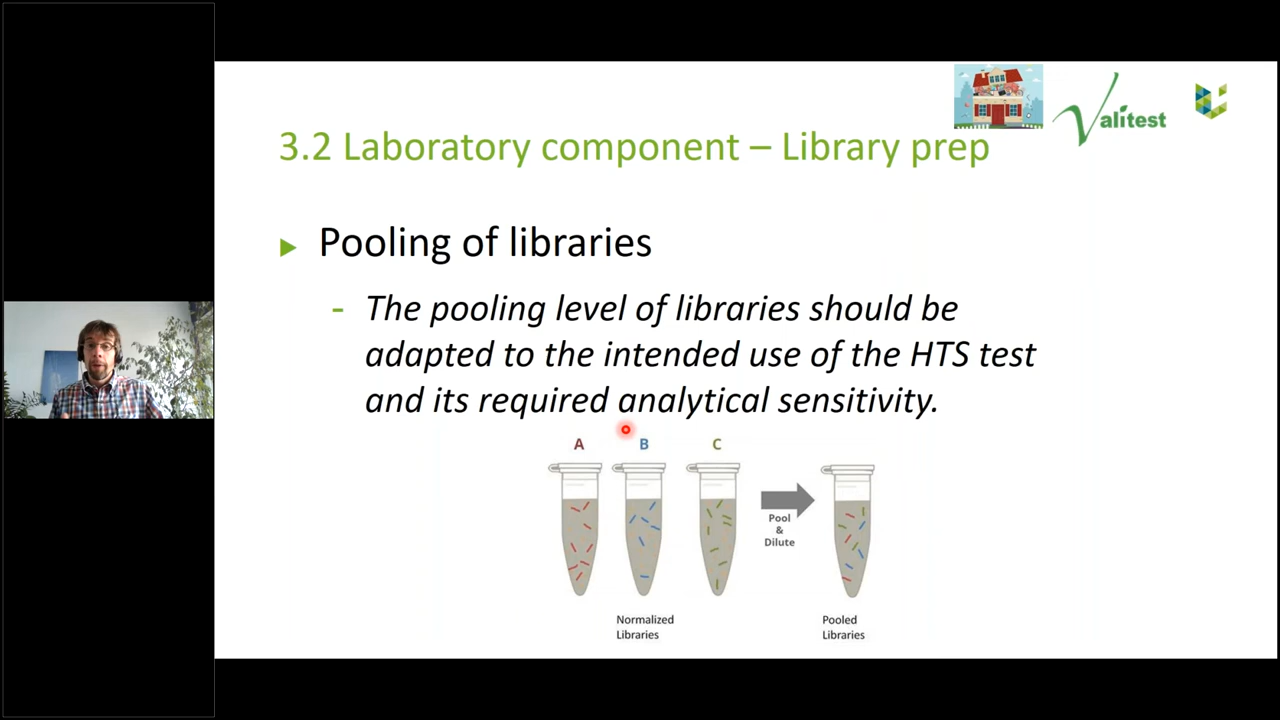 Valitest
3.2 Laboratory component – Library prep
Pooling of libraries
- The pooling level of libraries should be
adapted to the intended use of the HTS test
and its required analytical sensitivity.
A B C
Pool
&
Dilute
Normalized
Libraries
Pooled
Libraries